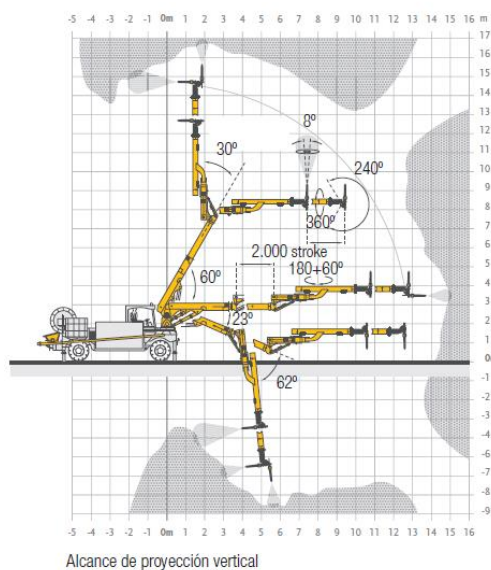 -5 -4 -3 -2 -1 0m 1 2 3 4 5 6 7 8 9 10 11 12 13 14 15 16 m
17
16
15
14
13
12
11
10
9
8
7
6
5
4
3
2
1
0
-1
-2
-3
-4
-5
-6
-7
-8
-9
8º
30º
240º
360º
2.000 stroke
180+60º
60º
23º
62º
-5 -4 -3 -2 -1 0m 1 2 3 4 5 6 7 8 9 10 11 12 13 14 15 16
Alcance de proyección vertical